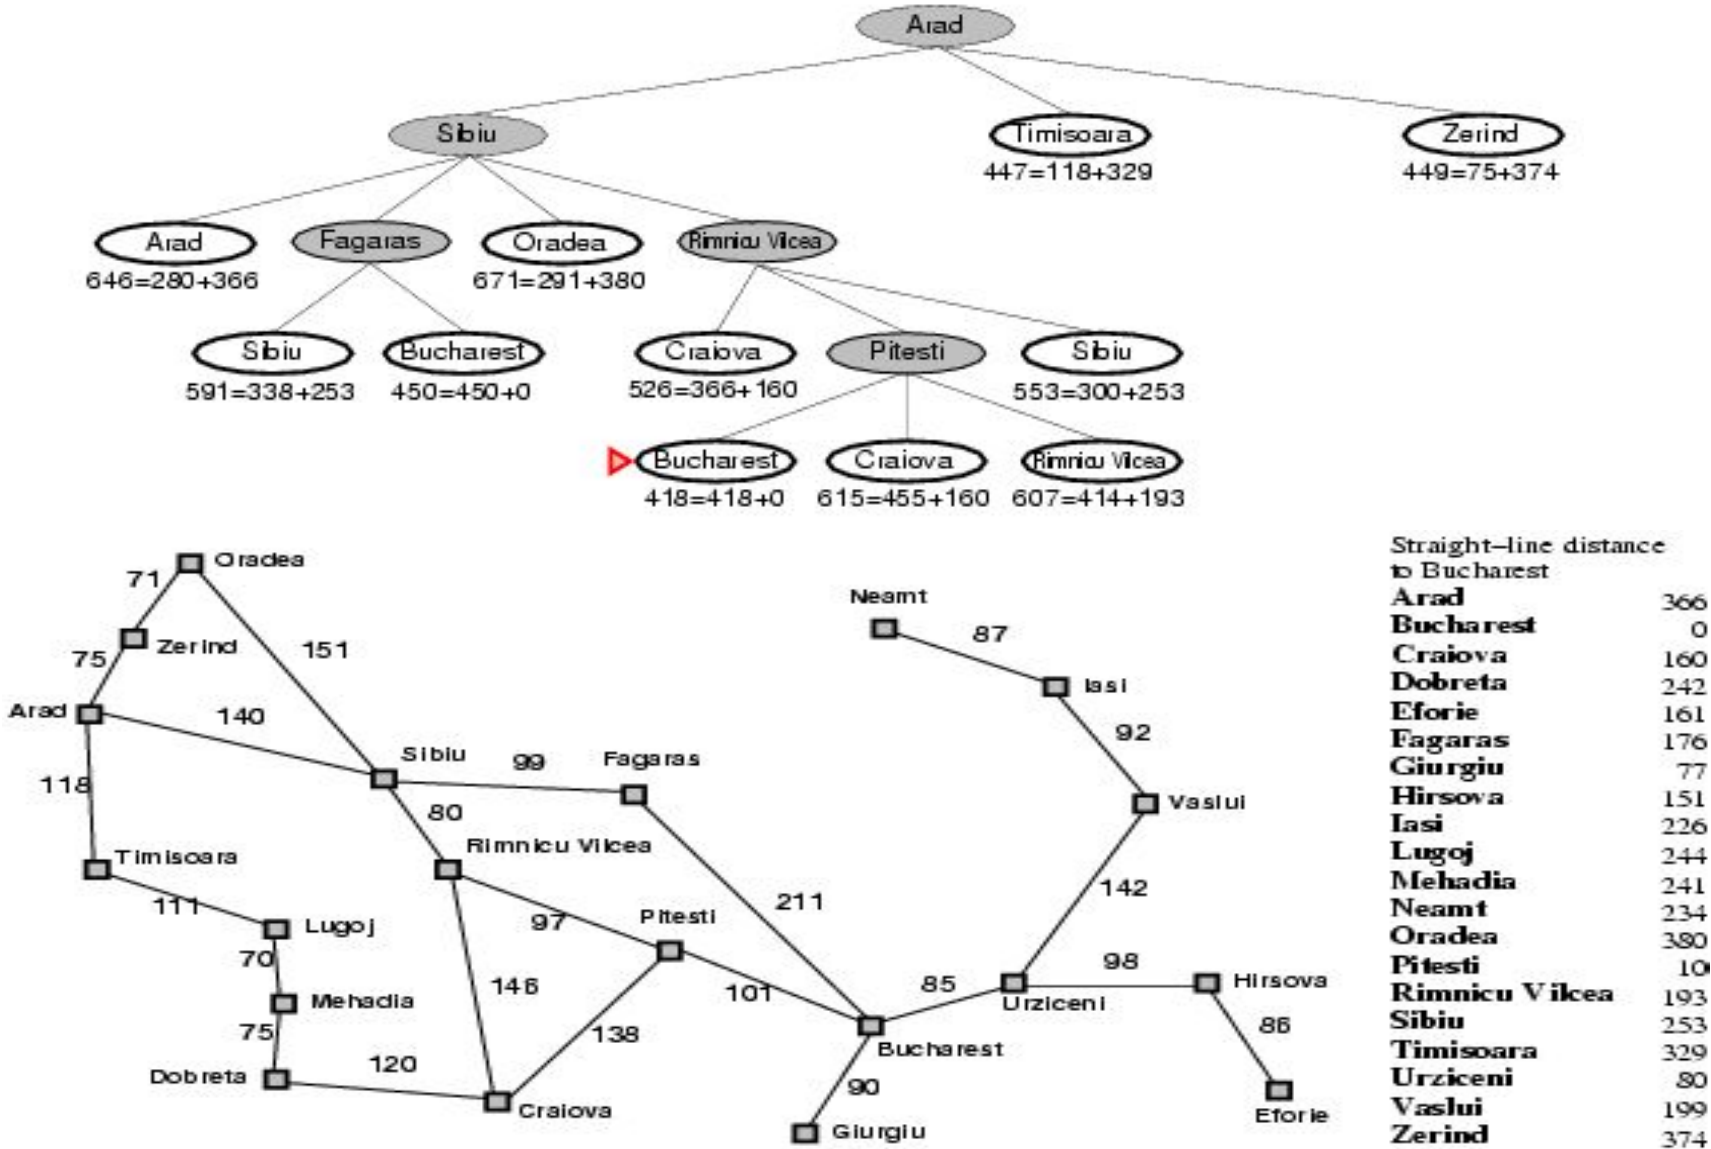 Arad
Sibiu
Timisoara
Zerind
447=118+329
449=75+374
Arad
Fagaras
Oradea
Rimnicu Vilcea
646=280+366
671=291+380
Sibiu
Bucharest
Craiova
Pitesti
Sibiu
591=338+253
450=450+0
526=366+160
553=300+253
Bucharest
Craiova
Rimnicu Vilcea
418=418+0
615=455+160
607=414+193
Oradea
71
Zerind
75
151
Arad
140
118
Sibiu
99
Fagaras
80
Rimnicu Vilcea
Timisoara
111
Lugoj
70
Mehadia
75
Dobreta
120
Craiova
146
97
Pitesti
138
101
211
Bucharest
90
Giurgiu
85
Urziceni
98
Hirsova
86
Eforie
142
Vaslui
92
Iasi
87
Neamt
Straight-line distance
to Bucharest
Arad 366
Bucharest 0
Craiova 160
Dobreta 242
Eforie 161
Fagaras 176
Giurgiu 77
Hirsova 151
Iasi 226
Lugoj 244
Mehadia 241
Neamt 234
Oradea 380
Pitesti 10
Rimnicu Vilcea 193
Sibiu 253
Timisoara 329
Urziceni 80
Vaslui 199
Zerind 374